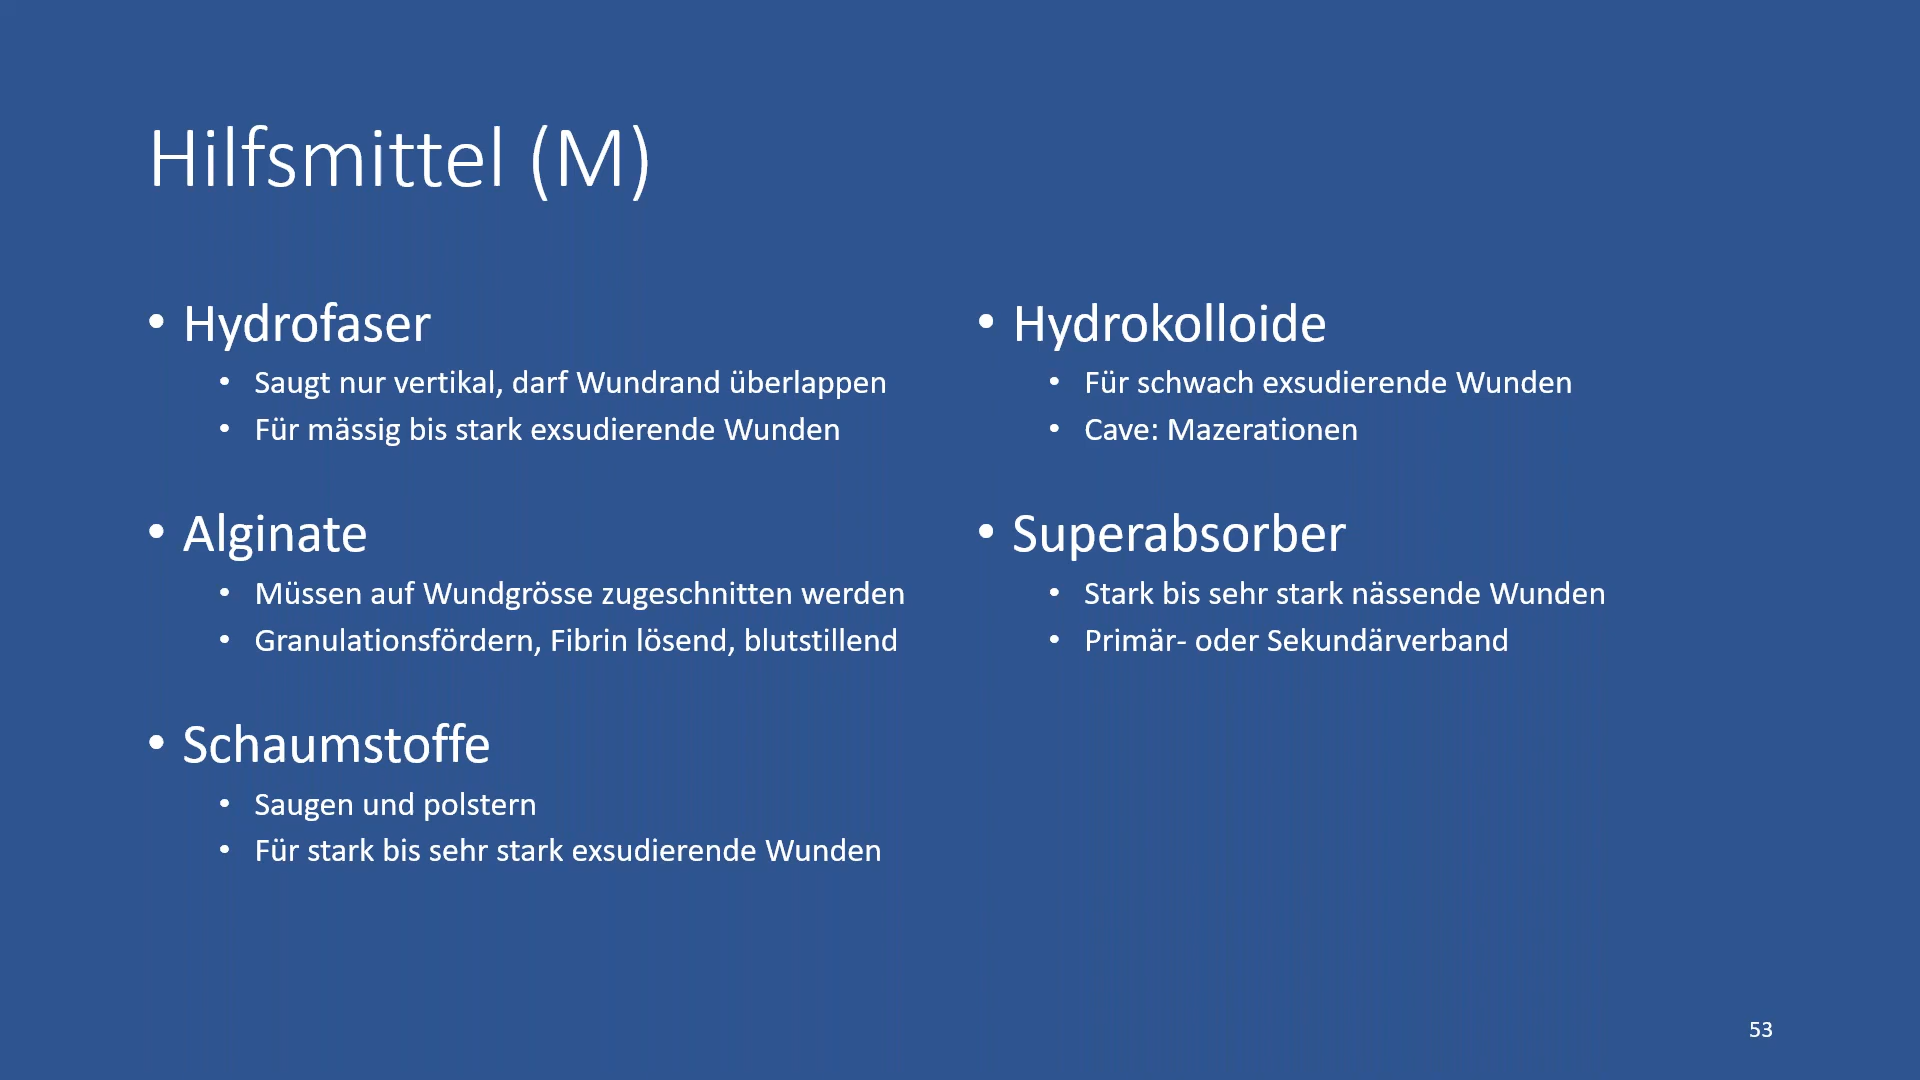 Hilfsmittel (M)
• Hydrofaser
• Saugt nur vertikal, darf Wundrand überlappen
• Für mässig bis stark exsudierende Wunden
• Alginate
• Müssen auf Wundgrösse zugeschnitten werden
• Granulationsfördern, Fibrin lösend, blutstillend
• Schaumstoffe
• Saugen und polstern
• Für stark bis sehr stark exsudierende Wunden
• Hydrokolloide
• Für schwach exsudierende Wunden
• Cave: Mazerationen
• Superabsorber
• Stark bis sehr stark nässende Wunden
• Primär- oder Sekundärverband
53